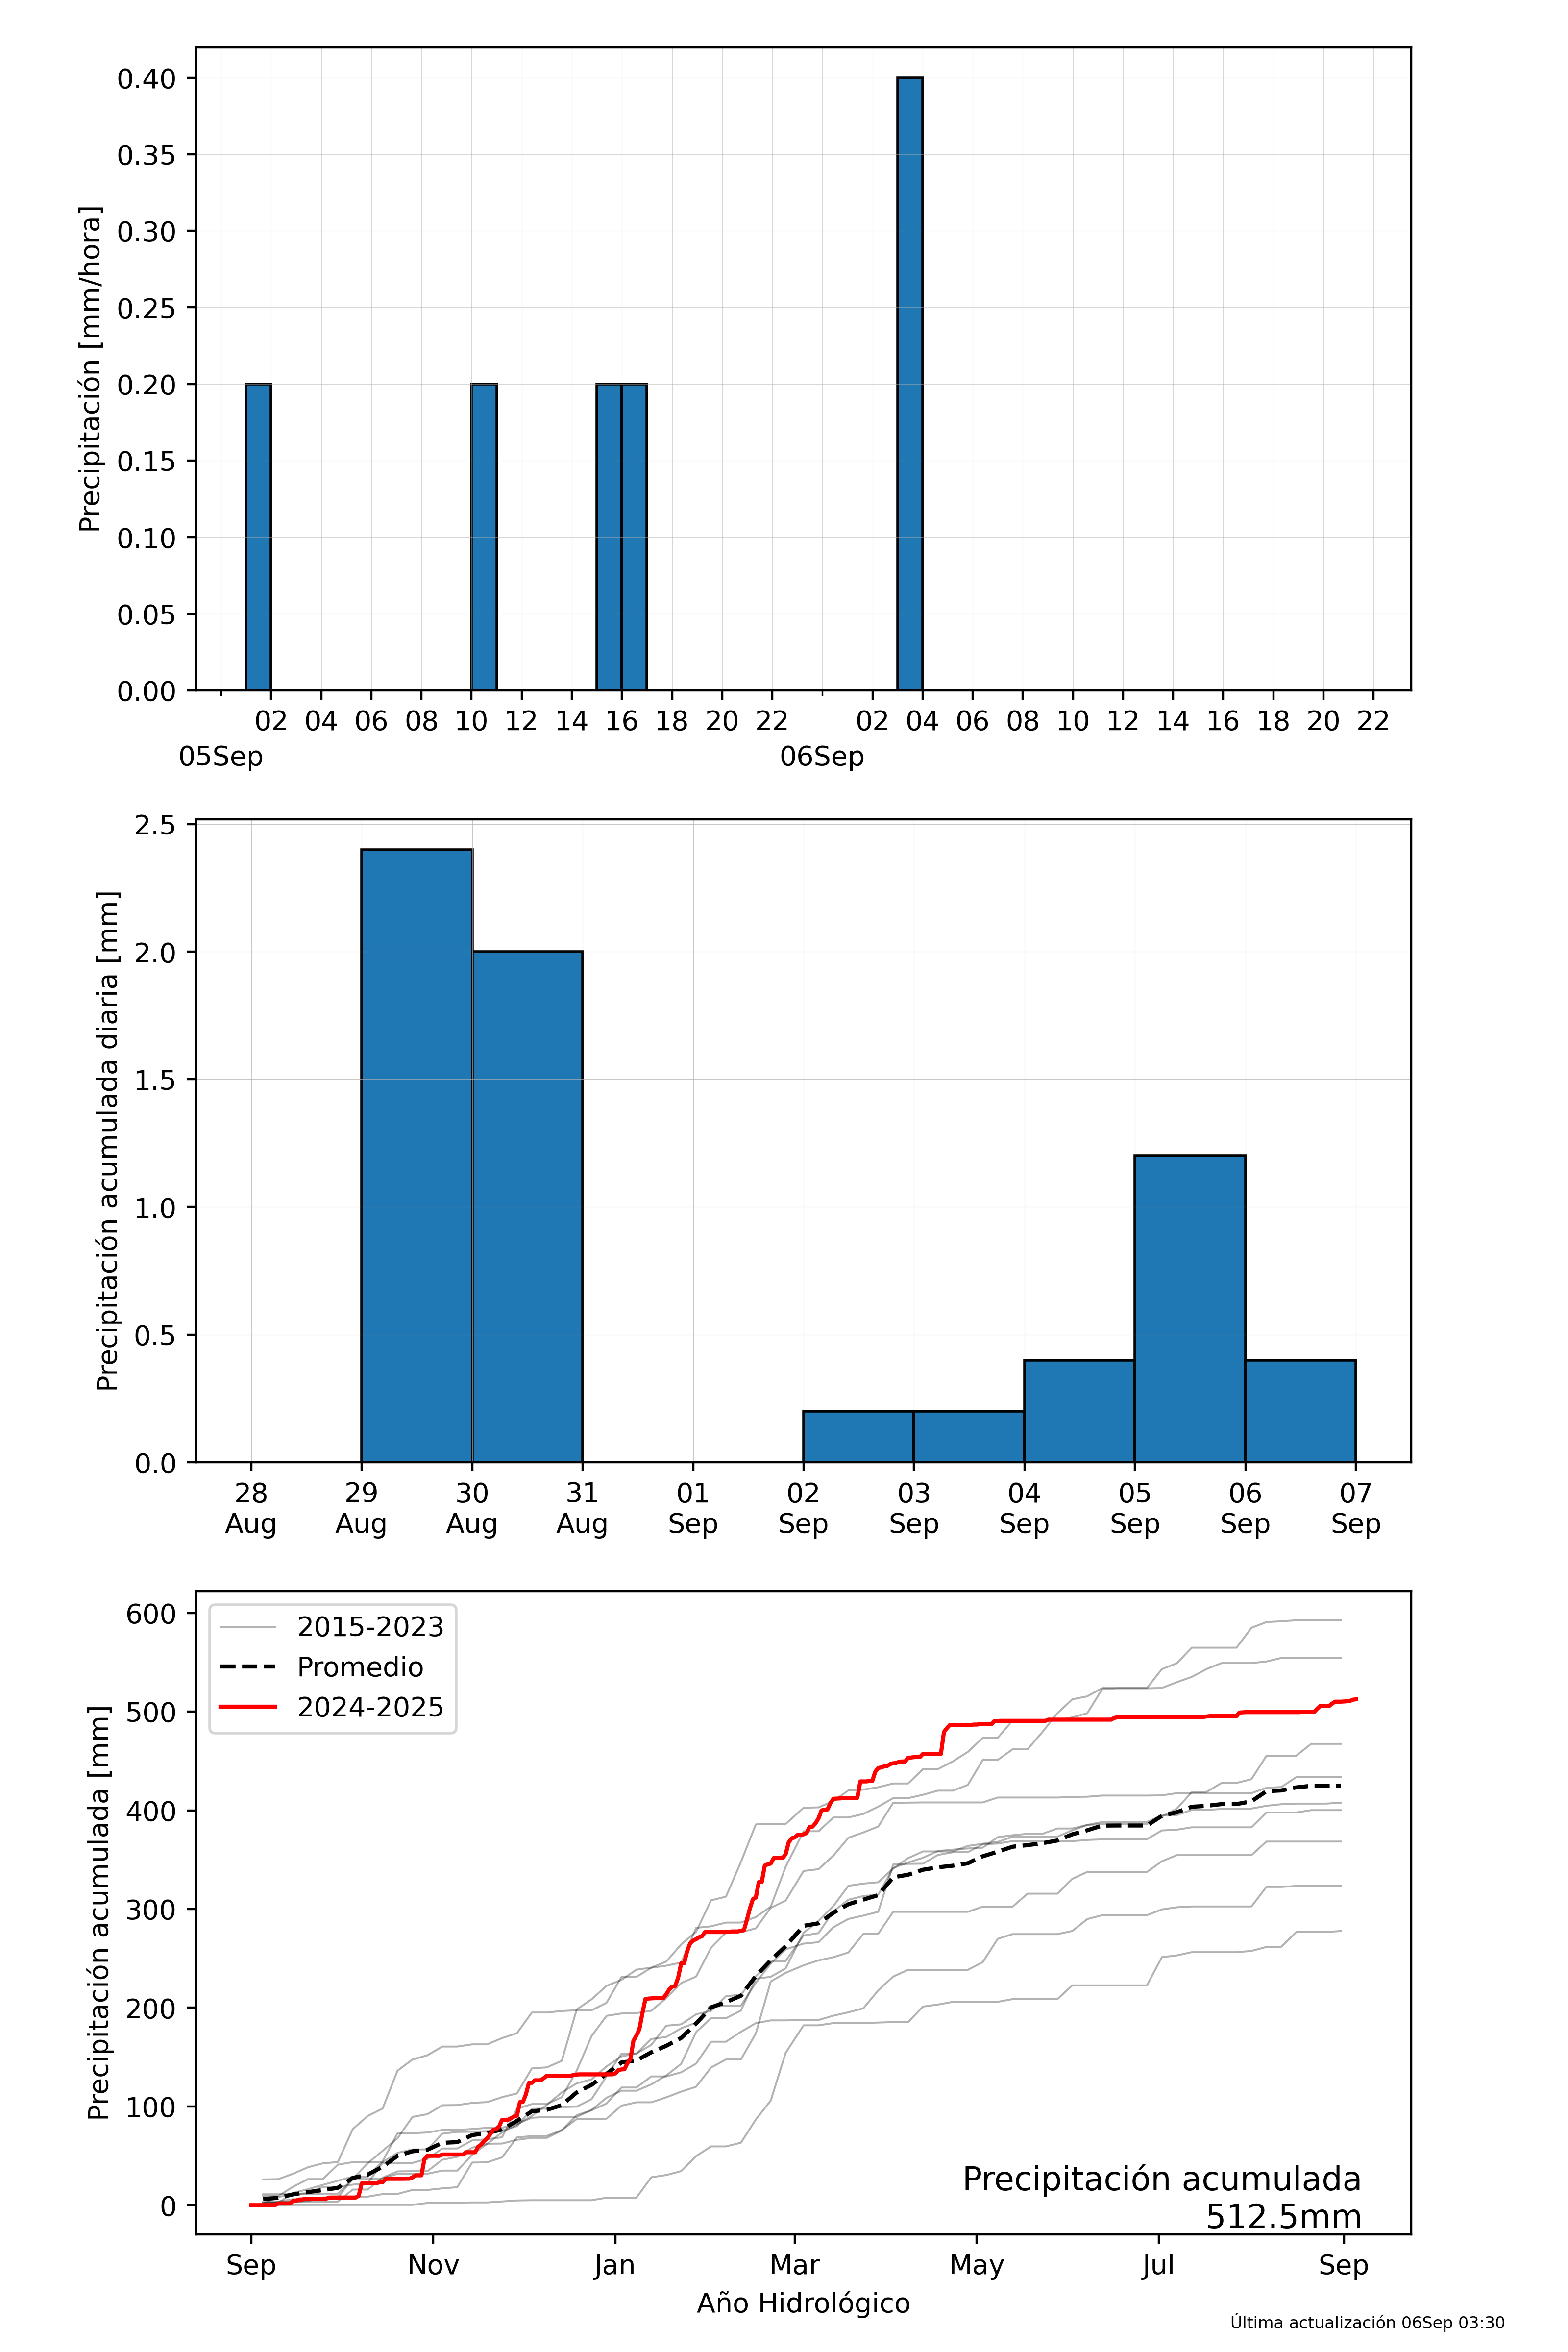 0.40
0.35
0.30
0.25
0.20
0.15
0.10
0.05
0.00
Precipitación [mm/hora]
02 04 06 08 10 12 14 16 18 20 22 02 04 06 08 10 12 14 16 18 20 22
05Sep 06Sep
2.5
2.0
1.5
1.0
0.5
0.0
Precipitación acumulada diaria [mm]
28 29 30 31 01 02 03 04 05 06 07
Aug Aug Aug Aug Sep Sep Sep Sep Sep Sep Sep
600
500
400
300
200
100
0
Precipitación acumulada [mm]
2015-2023
Promedio
2024-2025
Precipitación acumulada
512.5mm
Sep Nov Jan Mar May Jul Sep
Año Hidrológico
Última actualización 06Sep 03:30